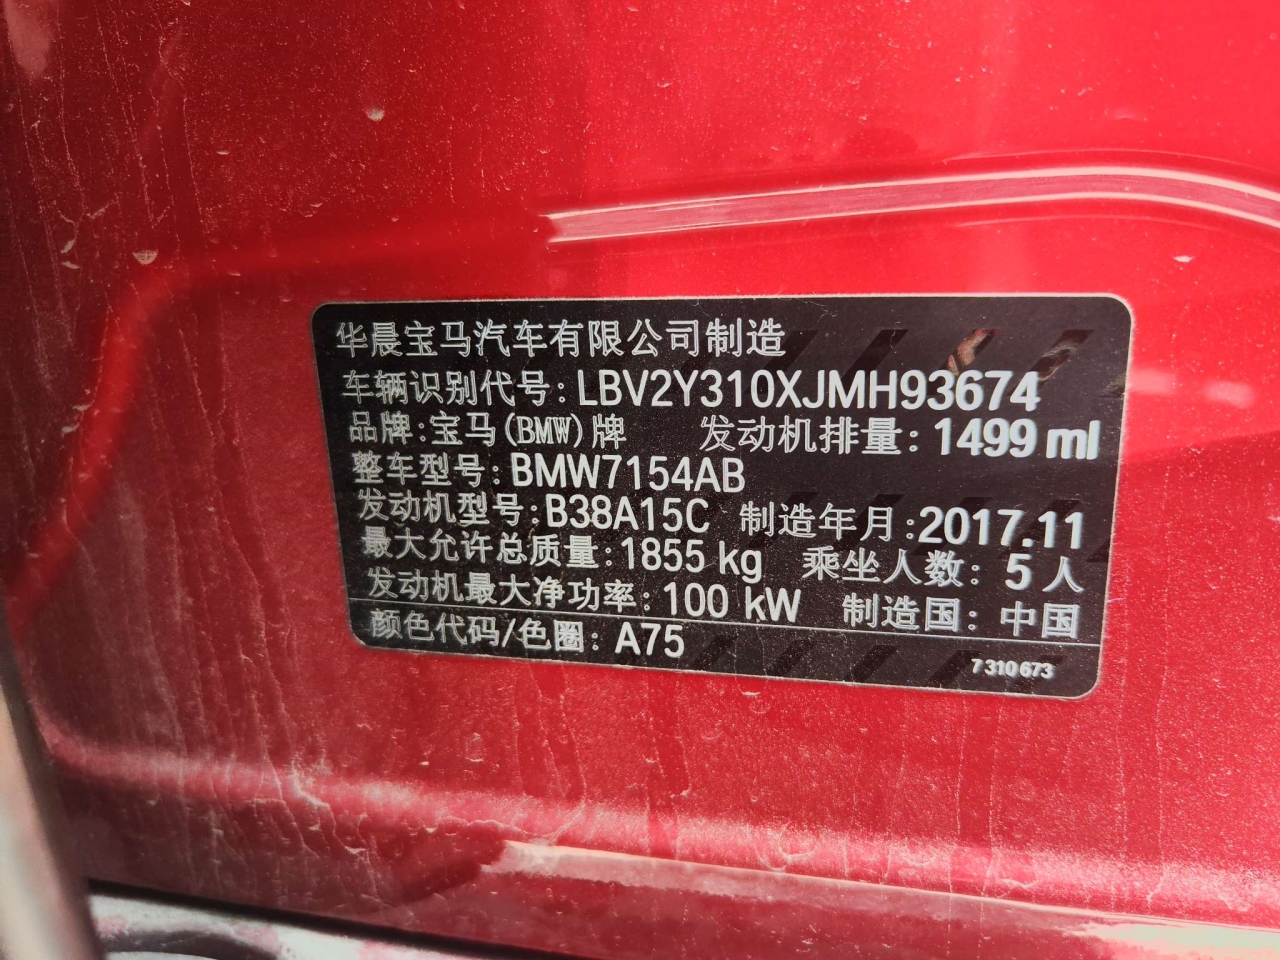 华晨宝马汽车有限公司制造
车辆识别代号: LBV2Y310XJMH93674
品牌: 宝马(BMW)牌 发动机排量: 1499 ml
整车型号: BMW7154AB
发动机型号: B38A15C 制造年月: 2017.11
最大允许总质量: 1855 kg 乘坐人数: 5 人
发动机最大净功率: 100 kW 制造国: 中国
颜色代码/色圈: A75
7 310 673